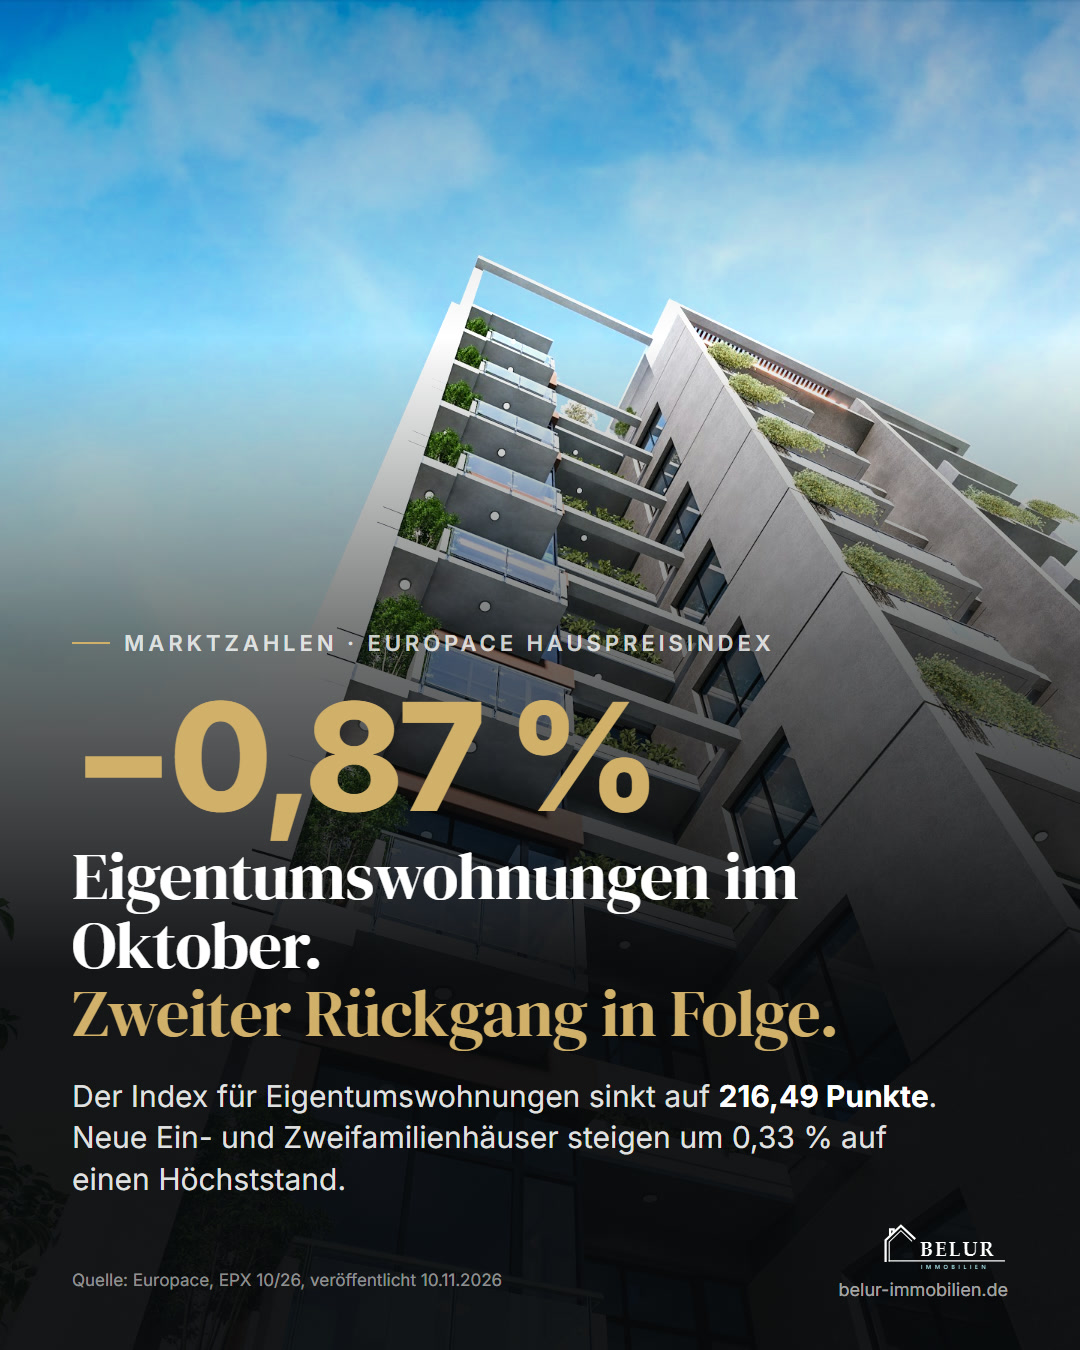 MARKTZAHLEN · EUROPACE HAUSPREISINDEX
–0,87 %
Eigentumswohnungen im
Oktober.
Zweiter Rückgang in Folge.
Der Index für Eigentumswohnungen sinkt auf 216,49 Punkte.
Neue Ein- und Zweifamilienhäuser steigen um 0,33 % auf
einen Höchststand.
BELUR
IMMOBILIEN
Quelle: Europace, EPX 10/26, veröffentlicht 10.11.2026
belur-immobilien.de